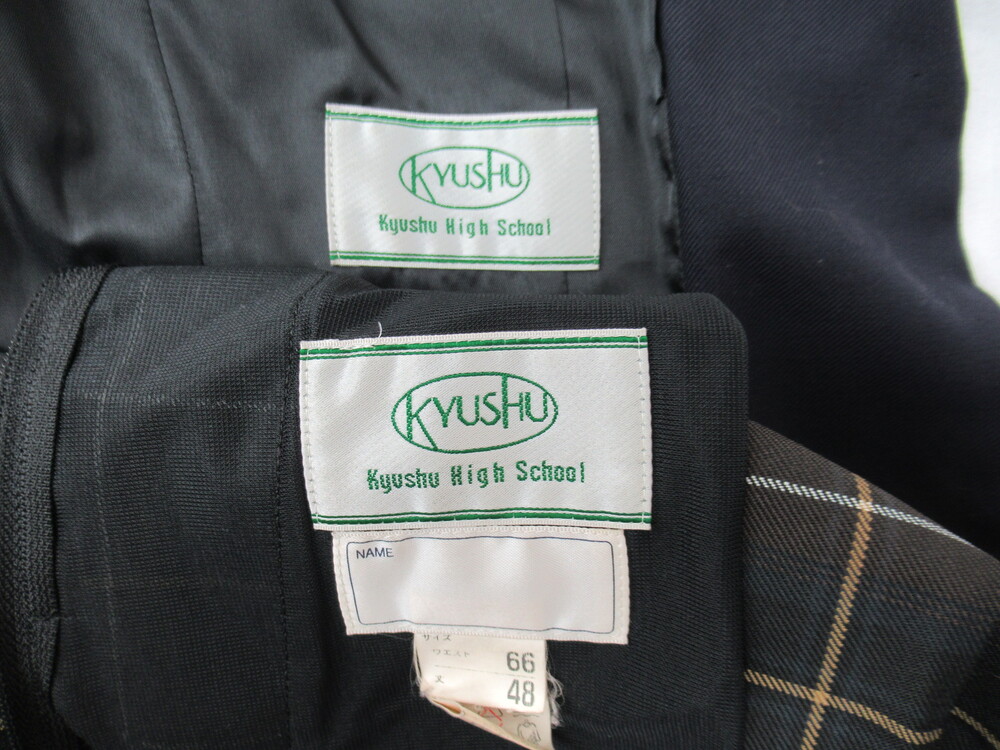 KYUSHU
Kyushu High School
KYUSHU
Kyushu High School
NAME
サイズ
ウエスト 66
丈 48